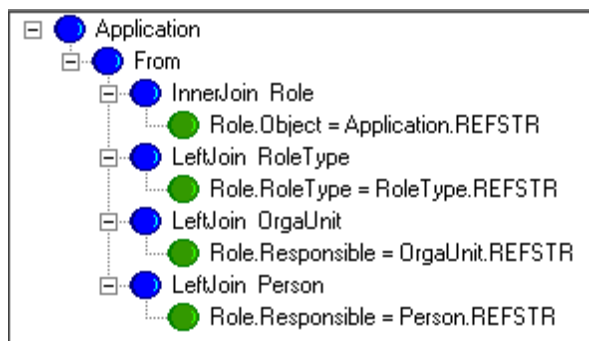 Application
From
InnerJoin Role
Role.Object = Application.REFSTR
LeftJoin RoleType
Role.RoleType = RoleType.REFSTR
LeftJoin OrgaUnit
Role.Responsible = OrgaUnit.REFSTR
LeftJoin Person
Role.Responsible = Person.REFSTR